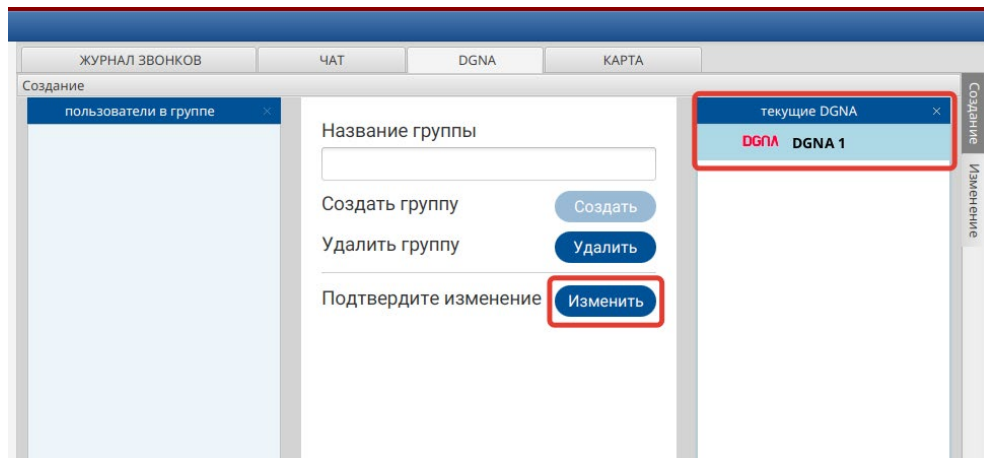 ЖУРНАЛ ЗВОНКОВ
ЧАТ
DGNA
КАРТА
Создание
пользователи в группе ×
Название группы
Создать группу
Создать
Удалить группу
Удалить
Подтвердите изменение
Изменить
текущие DGNA ×
DGNA DGNA 1
Создание
Изменение